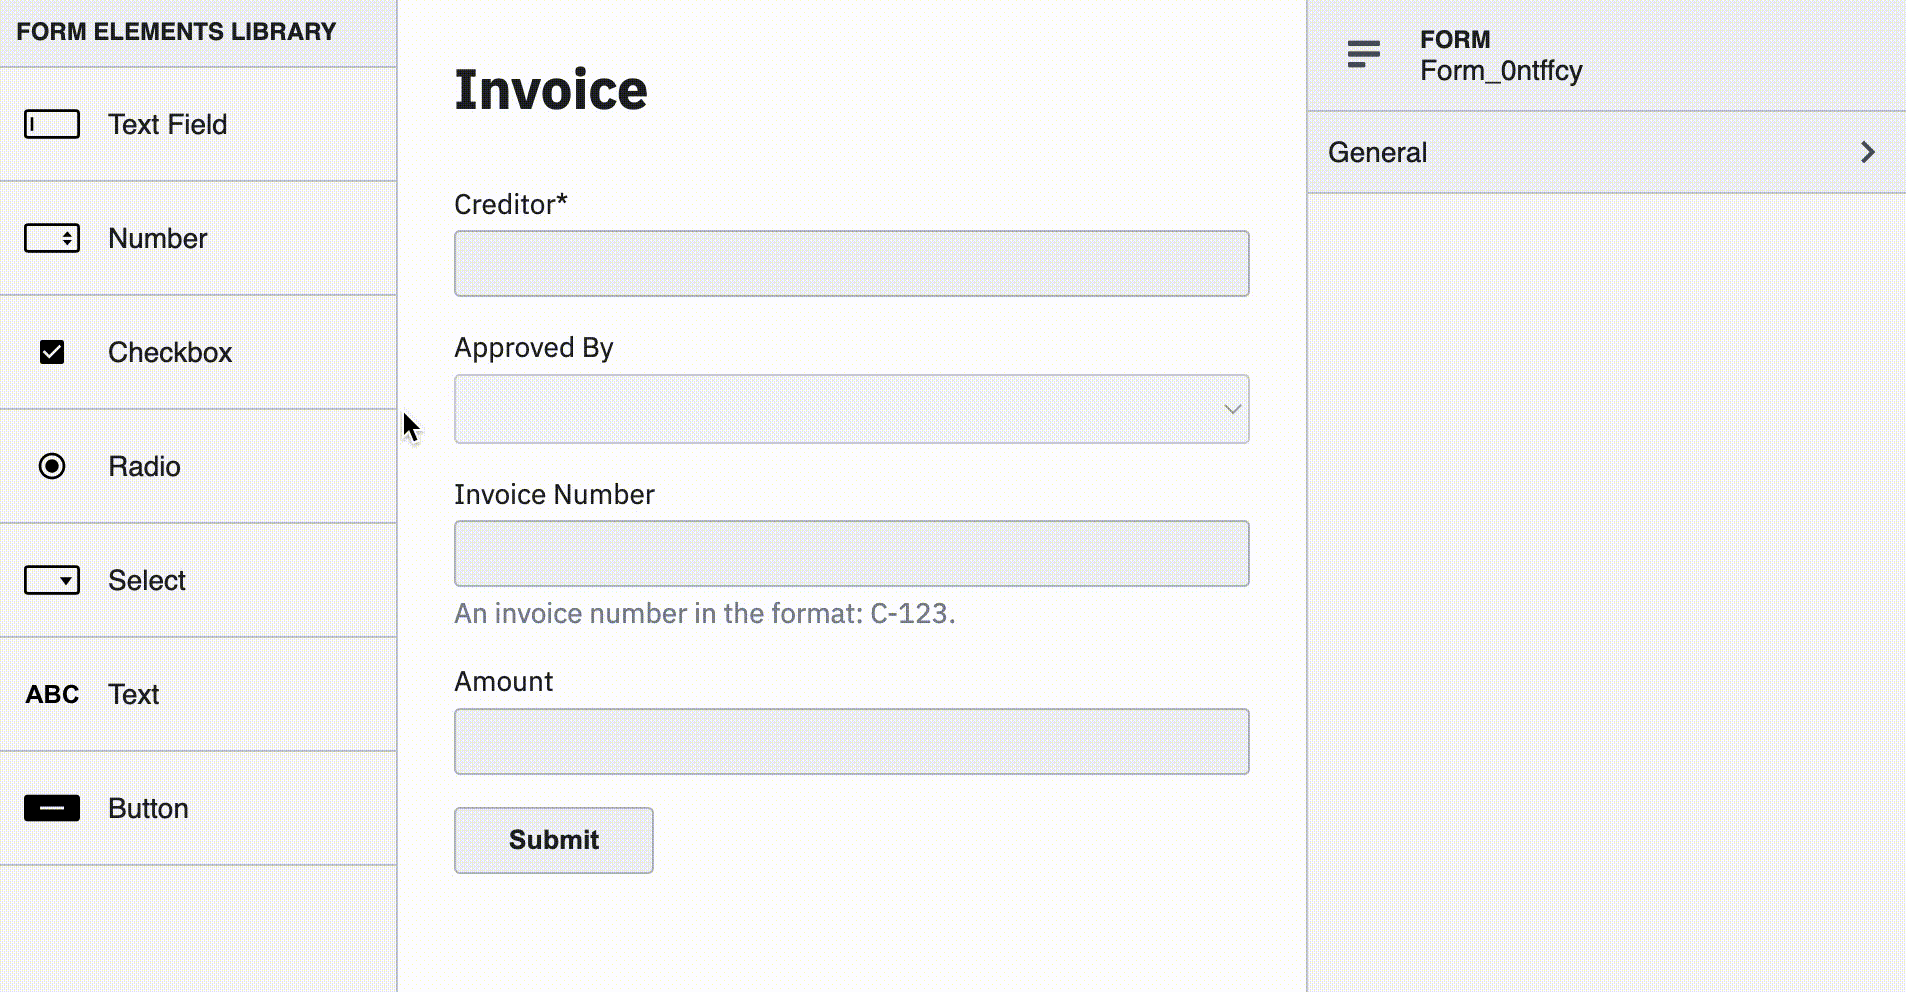 FORM ELEMENTS LIBRARY
Text Field
Number
Checkbox
Radio
Select
ABC Text
Button
Invoice
Creditor*
Approved By
Invoice Number
An invoice number in the format: C-123.
Amount
Submit
FORM
Form_0ntffcy
General